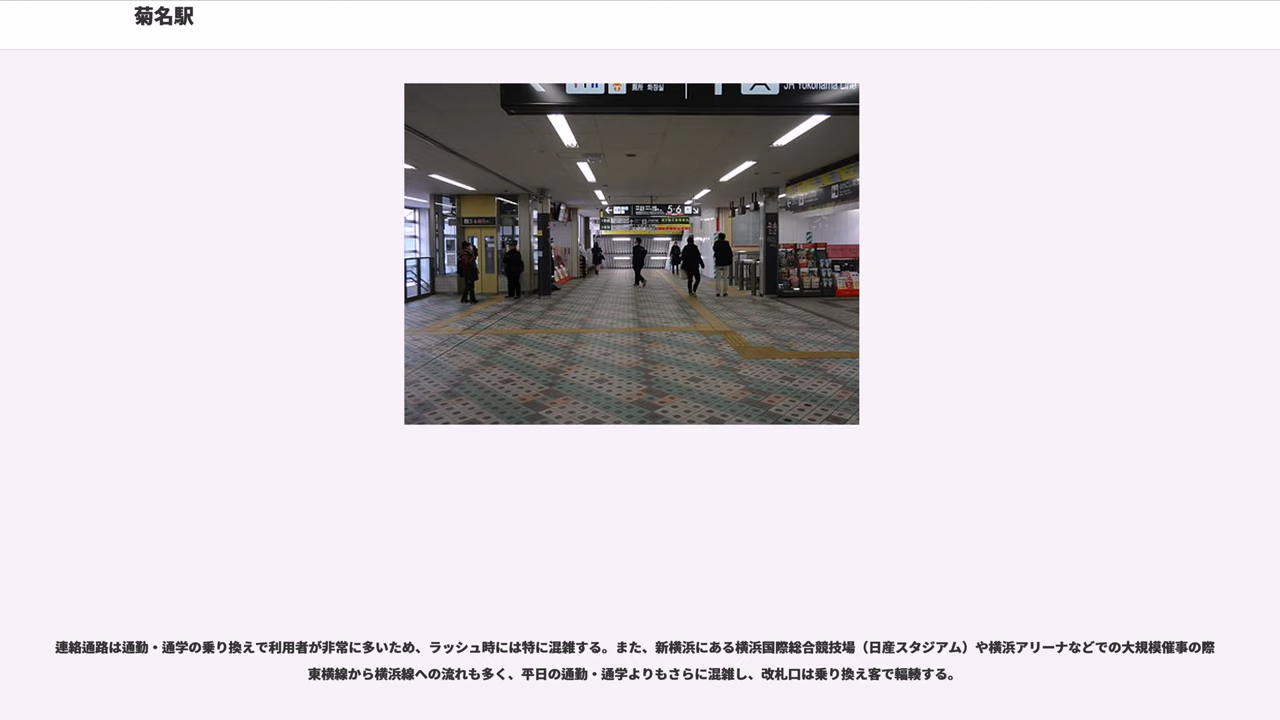 菊名駅
JR Yokohama Line
5·6
連絡通路は通勤・通学の乗り換えで利用者が非常に多いため、ラッシュ時には特に混雑する。また、新横浜にある横浜国際総合競技場（日産スタジアム）や横浜アリーナなどでの大規模催事の際
東横線から横浜線への流れも多く、平日の通勤・通学よりもさらに混雑し、改札口は乗り換え客で輻輳する。